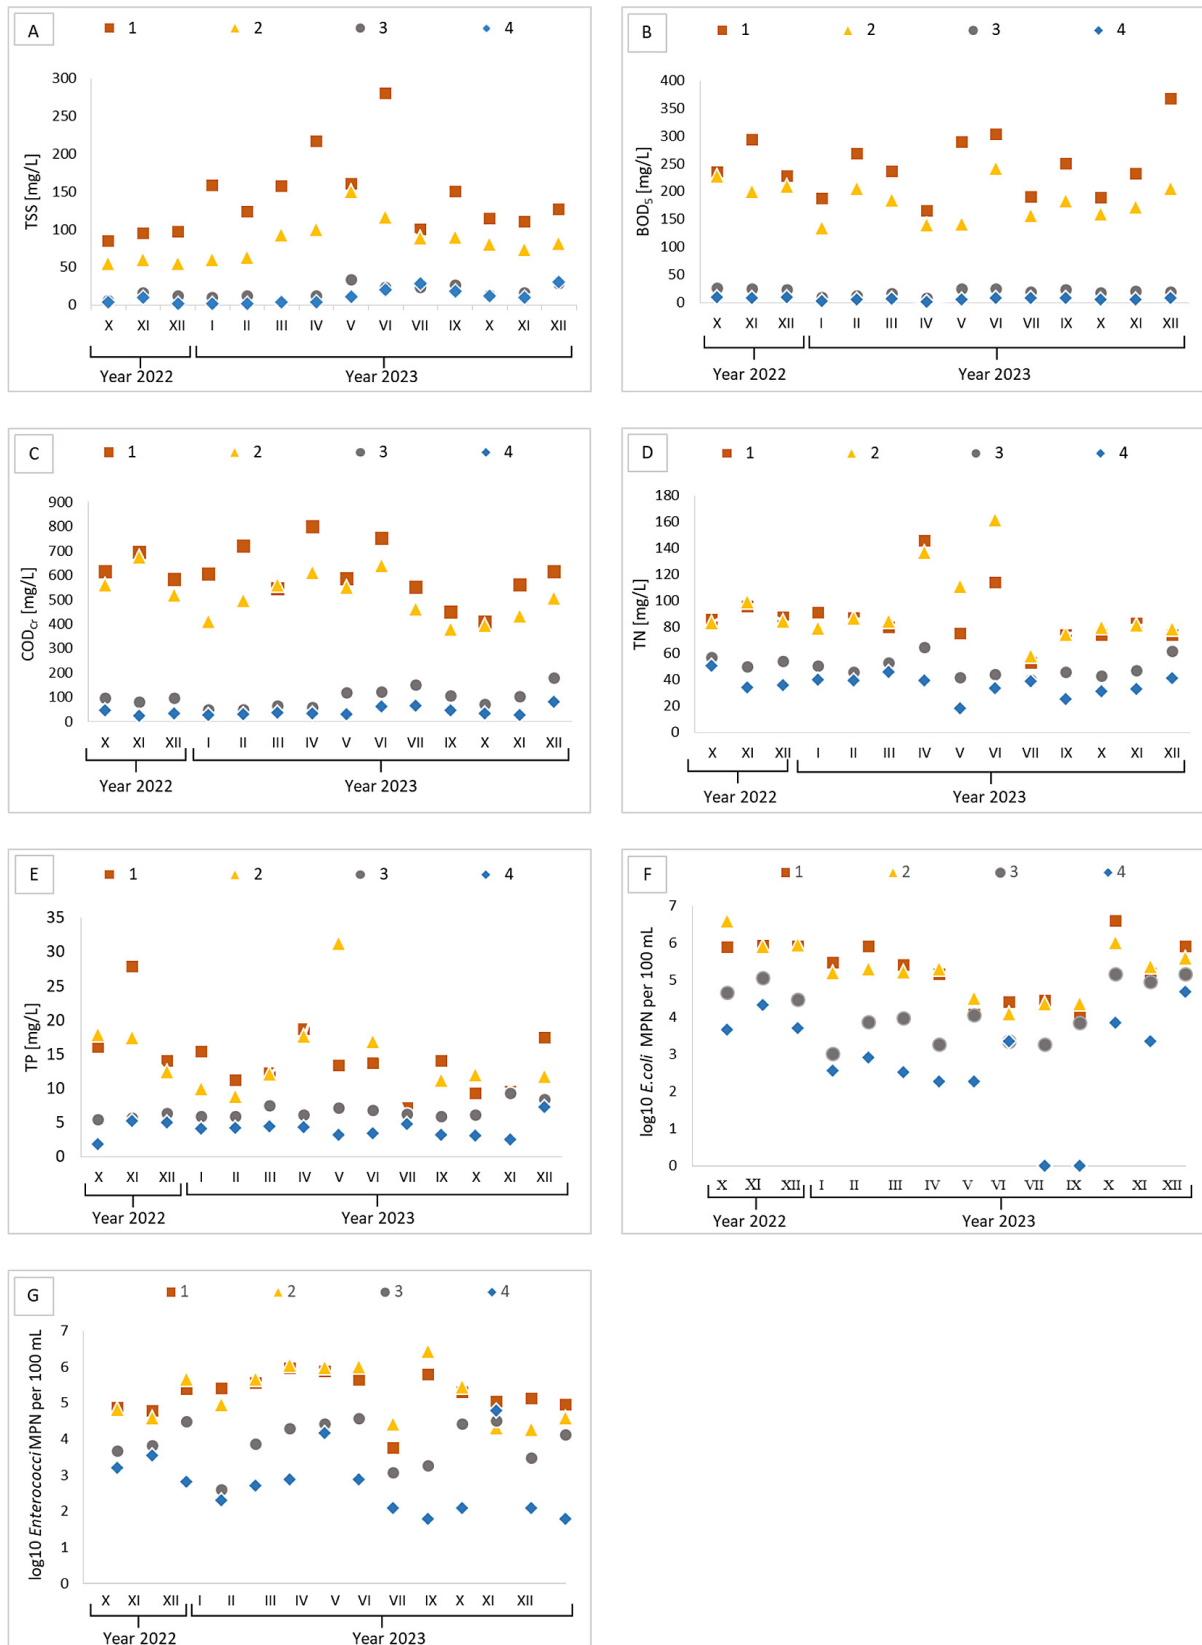 A 1 2 3 4
TSS [mg/L]
300
250
200
150
100
50
0
X XI XII I II III IV V VI VII IX X XI XII
Year 2022 Year 2023
B 1 2 3 4
BOD5 [mg/L]
400
350
300
250
200
150
100
50
0
X XI XII I II III IV V VI VII IX X XI XII
Year 2022 Year 2023
C 1 2 3 4
CODCr [mg/L]
900
800
700
600
500
400
300
200
100
0
X XI XII I II III IV V VI VII IX X XI XII
Year 2022 Year 2023
D 1 2 3 4
TN [mg/L]
180
160
140
120
100
80
60
40
20
0
X XI XII I II III IV V VI VII IX X XI XII
Year 2022 Year 2023
E 1 2 3 4
TP [mg/L]
35
30
25
20
15
10
5
0
X XI XII I II III IV V VI VII IX X XI XII
Year 2022 Year 2023
F 1 2 3 4
log10 E.coli MPN per 100 mL
7
6
5
4
3
2
1
0
X XI XII I II III IV V VI VII IX X XI XII
Year 2022 Year 2023
G 1 2 3 4
log10 Enterococci MPN per 100 mL
7
6
5
4
3
2
1
0
X XI XII I II III IV V VI VII IX X XI XII
Year 2022 Year 2023